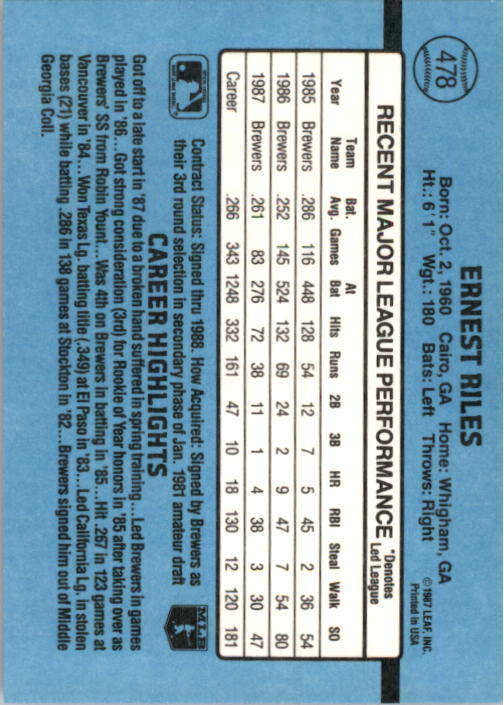 478
ERNEST RILES
Born: Oct. 2, 1960 Cairo, GA Home: Whigham, GA
Ht.: 6' 1" Wgt.: 180 Bats: Left Throws: Right
© 1987 LEAF, INC.
Printed in USA
RECENT MAJOR LEAGUE PERFORMANCE
*Denotes
Led League
Year Team Name Bat. Avg. Games At Bat Hits Runs 2B 3B HR RBI Steal Walk SO
1985 Brewers .286 116 448 128 54 12 7 5 45 2 36 54
1986 Brewers .252 145 524 132 69 24 2 9 47 7 54 80
1987 Brewers .261 83 276 72 38 11 1 4 38 3 30 47
Career .266 343 1248 332 161 47 10 18 130 12 120 181
Contract Status: Signed thru 1988. How Acquired: Signed by Brewers as
their 3rd round selection in secondary phase of Jan. 1981 amateur draft
MLB
CAREER HIGHLIGHTS
Got off to a late start in '87 due to a broken hand suffered in spring training...Led Brewers in games
played in '86...Got strong consideration (3rd) for Rookie of Year honors in '85 after taking over as
Brewers' SS from Robin Yount...Was 4th on Brewers in batting in '85...Hit .267 in 123 games at
Vancouver in '84...Won Texas Lg. batting title (.349) at El Paso in '83...Led California Lg. in stolen
bases (21) while batting .286 in 138 games at Stockton in '82...Brewers signed him out of Middle
Georgia Coll.